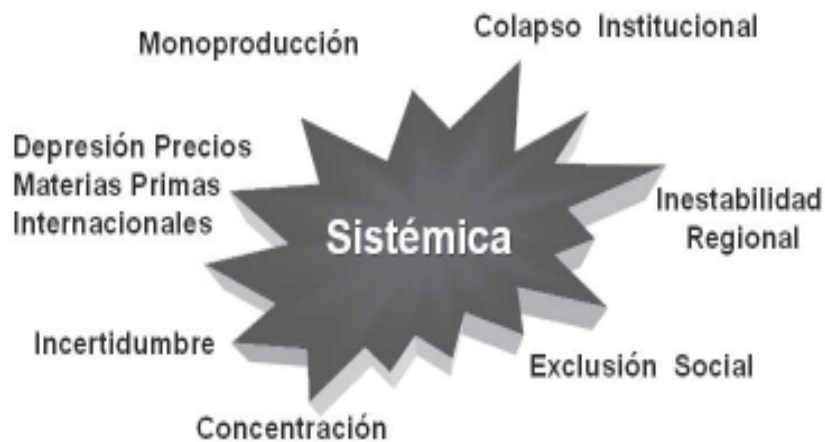 Monoproducción
Colapso Institucional
Depresión Precios
Materias Primas
Internacionales
Inestabilidad
Regional
Sistémica
Incertidumbre
Exclusión Social
Concentración